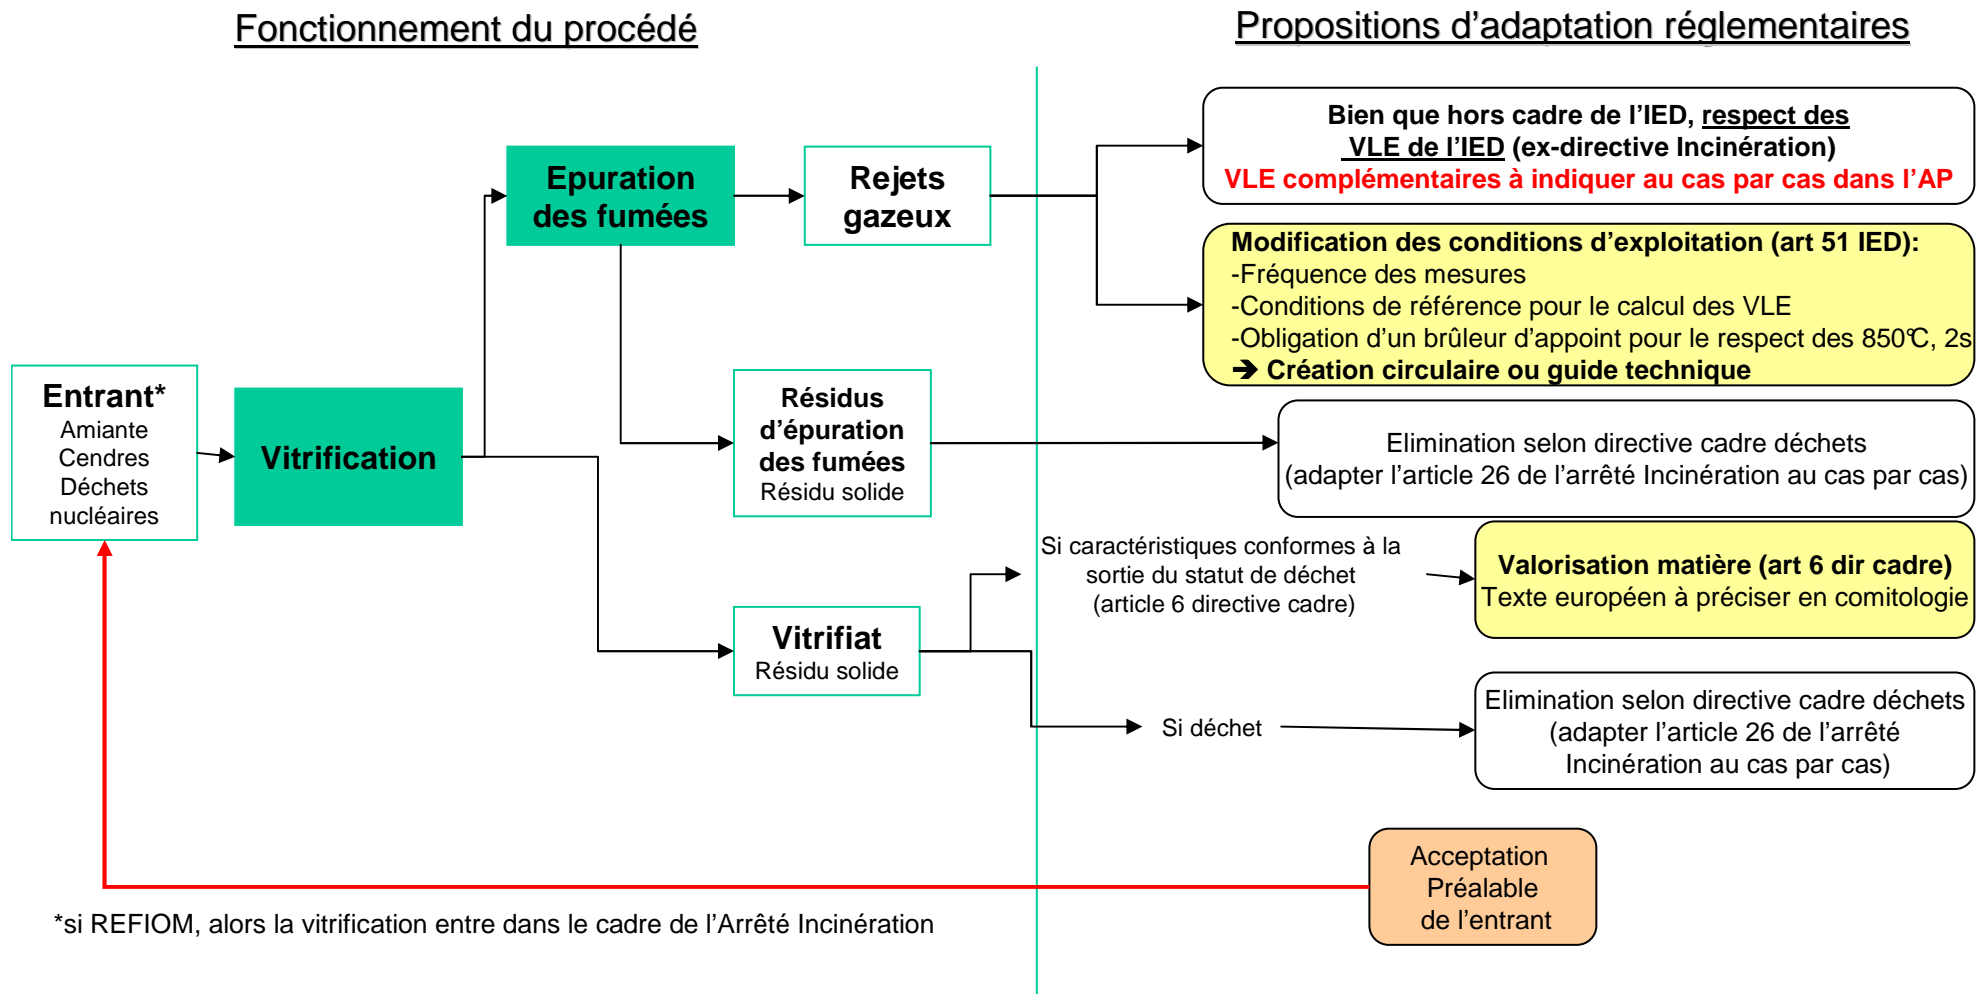 Fonctionnement du procédé
Propositions d'adaptation réglementaires
Bien que hors cadre de l'IED, respect des
VLE de l'IED (ex-directive Incinération)
VLE complémentaires à indiquer au cas par cas dans l'AP
Epuration
des fumées
Rejets
gazeux
Modification des conditions d'exploitation (art 51 IED):
-Fréquence des mesures
-Conditions de référence pour le calcul des VLE
-Obligation d'un brûleur d'appoint pour le respect des 850°C, 2s
➔ Création circulaire ou guide technique
Entrant*
Amiante
Cendres
Déchets
nucléaires
Vitrification
Résidus
d'épuration
des fumées
Résidu solide
Elimination selon directive cadre déchets
(adapter l'article 26 de l'arrêté Incinération au cas par cas)
Si caractéristiques conformes à la
sortie du statut de déchet
(article 6 directive cadre)
Valorisation matière (art 6 dir cadre)
Texte européen à préciser en comitologie
Vitrifiat
Résidu solide
Si déchet
Elimination selon directive cadre déchets
(adapter l'article 26 de l'arrêté
Incinération au cas par cas)
Acceptation
Préalable
de l'entrant
*si REFIOM, alors la vitrification entre dans le cadre de l'Arrêté Incinération